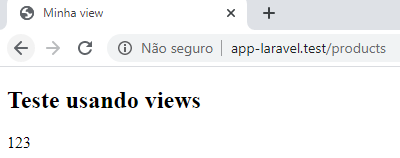 Minha view
Não seguro | app-laravel.test/products
Teste usando views
123